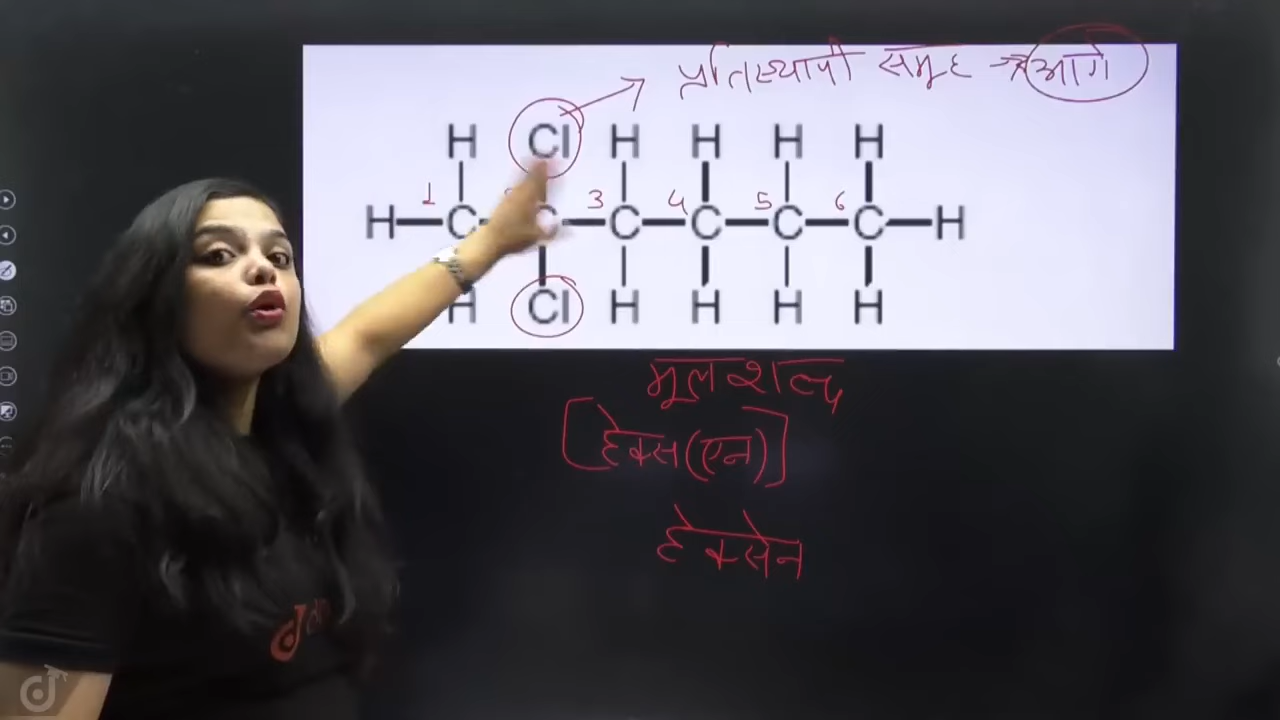 प्रतिस्थापी समूह → आगे
H Cl H H H H
1 3 4 5 6
H C C C C C H
H Cl H H H H
मूलशब्द
[हेक्स(एन)]
हेक्सेन
d